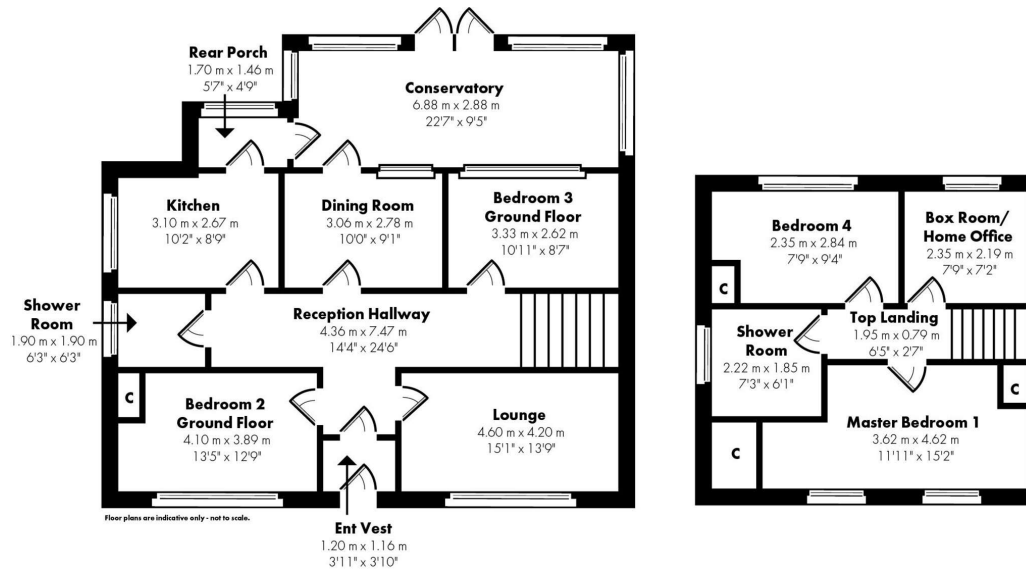 Rear Porch
1.70 m x 1.46 m
5'7" x 4'9"
Conservatory
6.88 m x 2.88 m
22'7" x 9'5"
Kitchen
3.10 m x 2.67 m
10'2" x 8'9"
Dining Room
3.06 m x 2.78 m
10'0" x 9'1"
Bedroom 3
Ground Floor
3.33 m x 2.62 m
10'11" x 8'7"
Shower
Room
1.90 m x 1.90 m
6'3" x 6'3"
Reception Hallway
4.36 m x 7.47 m
14'4" x 24'6"
C
Bedroom 2
Ground Floor
4.10 m x 3.89 m
13'5" x 12'9"
Lounge
4.60 m x 4.20 m
15'1" x 13'9"
Floor plans are indicative only - not to scale.
Ent Vest
1.20 m x 1.16 m
3'11" x 3'10"
Bedroom 4
2.35 m x 2.84 m
7'9" x 9'4"
Box Room/
Home Office
2.35 m x 2.19 m
7'9" x 7'2"
C
Shower
Room
2.22 m x 1.85 m
7'3" x 6'1"
Top Landing
1.95 m x 0.79 m
6'5" x 2'7"
C
Master Bedroom 1
3.62 m x 4.62 m
11'11" x 15'2"
C